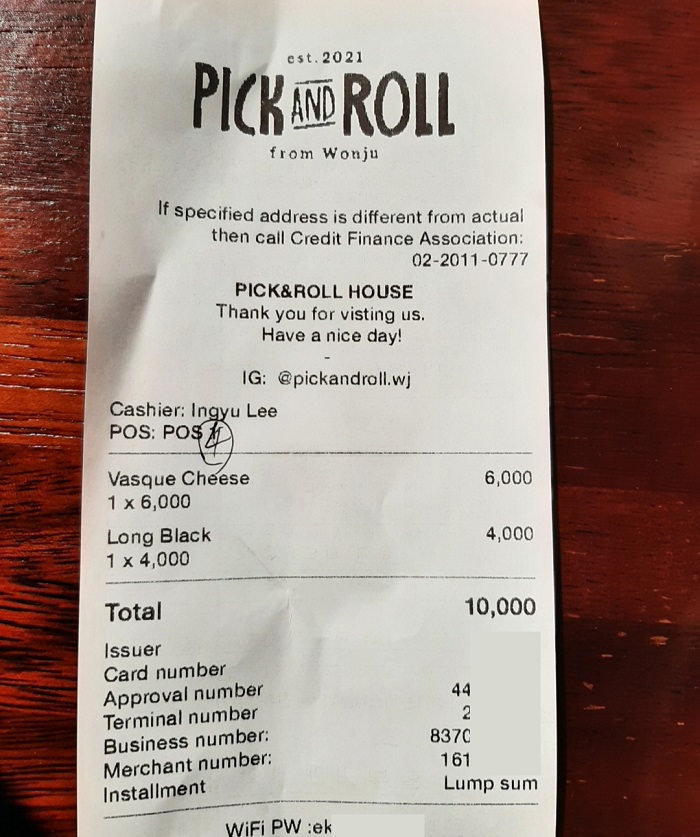 est. 2021
PICK AND ROLL
from Wonju
If specified address is different from actual
then call Credit Finance Association:
02-2011-0777
PICK&ROLL HOUSE
Thank you for visting us.
Have a nice day!
-
IG: @pickandroll.wj
Cashier: Ingyu Lee
POS: POS 4
Vasque Cheese 6,000
1 x 6,000
Long Black 4,000
1 x 4,000
Total 10,000
Issuer
Card number
Approval number 44
Terminal number 2
Business number: 8370
Merchant number: 161
Installment Lump sum
WiFi PW :ek